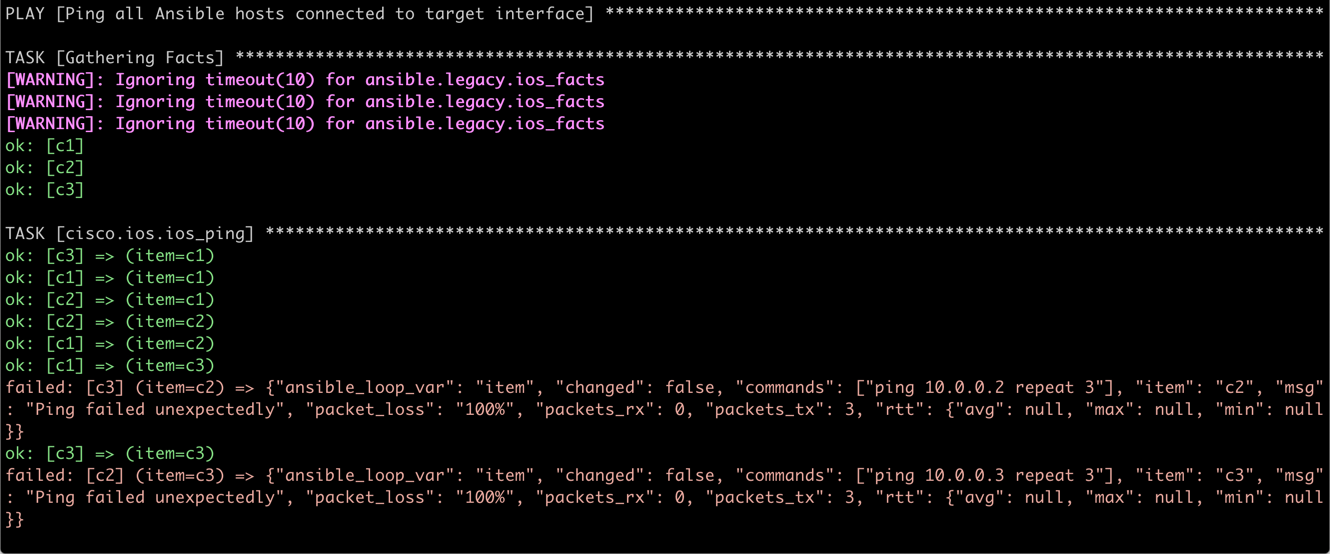 PLAY [Ping all Ansible hosts connected to target interface] ************************************************************************
TASK [Gathering Facts] *************************************************************************************************************
[WARNING]: Ignoring timeout(10) for ansible.legacy.ios_facts
[WARNING]: Ignoring timeout(10) for ansible.legacy.ios_facts
[WARNING]: Ignoring timeout(10) for ansible.legacy.ios_facts
ok: [c1]
ok: [c2]
ok: [c3]
TASK [cisco.ios.ios_ping] **********************************************************************************************************
ok: [c3] => (item=c1)
ok: [c1] => (item=c1)
ok: [c2] => (item=c1)
ok: [c2] => (item=c2)
ok: [c1] => (item=c2)
ok: [c1] => (item=c3)
failed: [c3] (item=c2) => {"ansible_loop_var": "item", "changed": false, "commands": ["ping 10.0.0.2 repeat 3"], "item": "c2", "msg"
: "Ping failed unexpectedly", "packet_loss": "100%", "packets_rx": 0, "packets_tx": 3, "rtt": {"avg": null, "max": null, "min": null
}}
ok: [c3] => (item=c3)
failed: [c2] (item=c3) => {"ansible_loop_var": "item", "changed": false, "commands": ["ping 10.0.0.3 repeat 3"], "item": "c3", "msg"
: "Ping failed unexpectedly", "packet_loss": "100%", "packets_rx": 0, "packets_tx": 3, "rtt": {"avg": null, "max": null, "min": null
}}